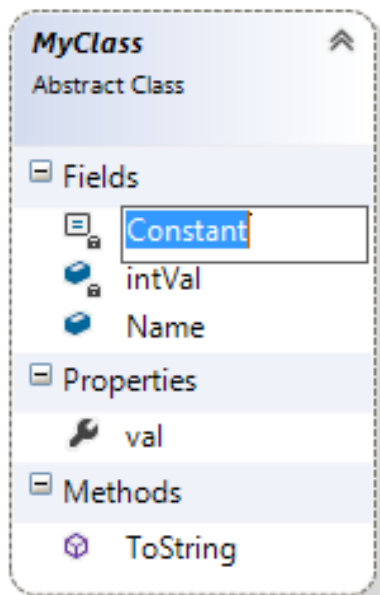 MyClass
Abstract Class
Fields
Constant
intVal
Name
Properties
val
Methods
ToString